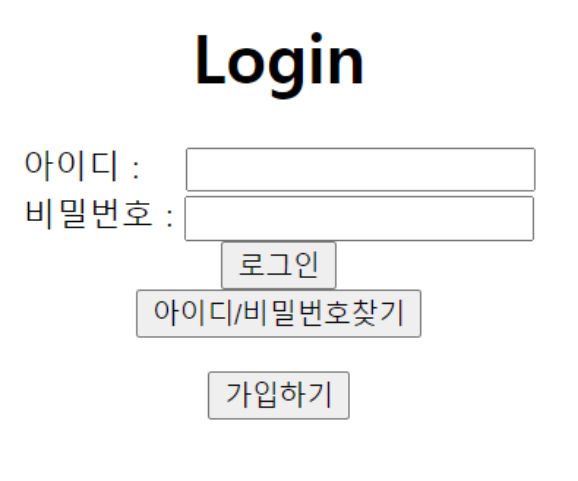 Login
아이디 :
비밀번호 :
로그인
아이디/비밀번호찾기
가입하기